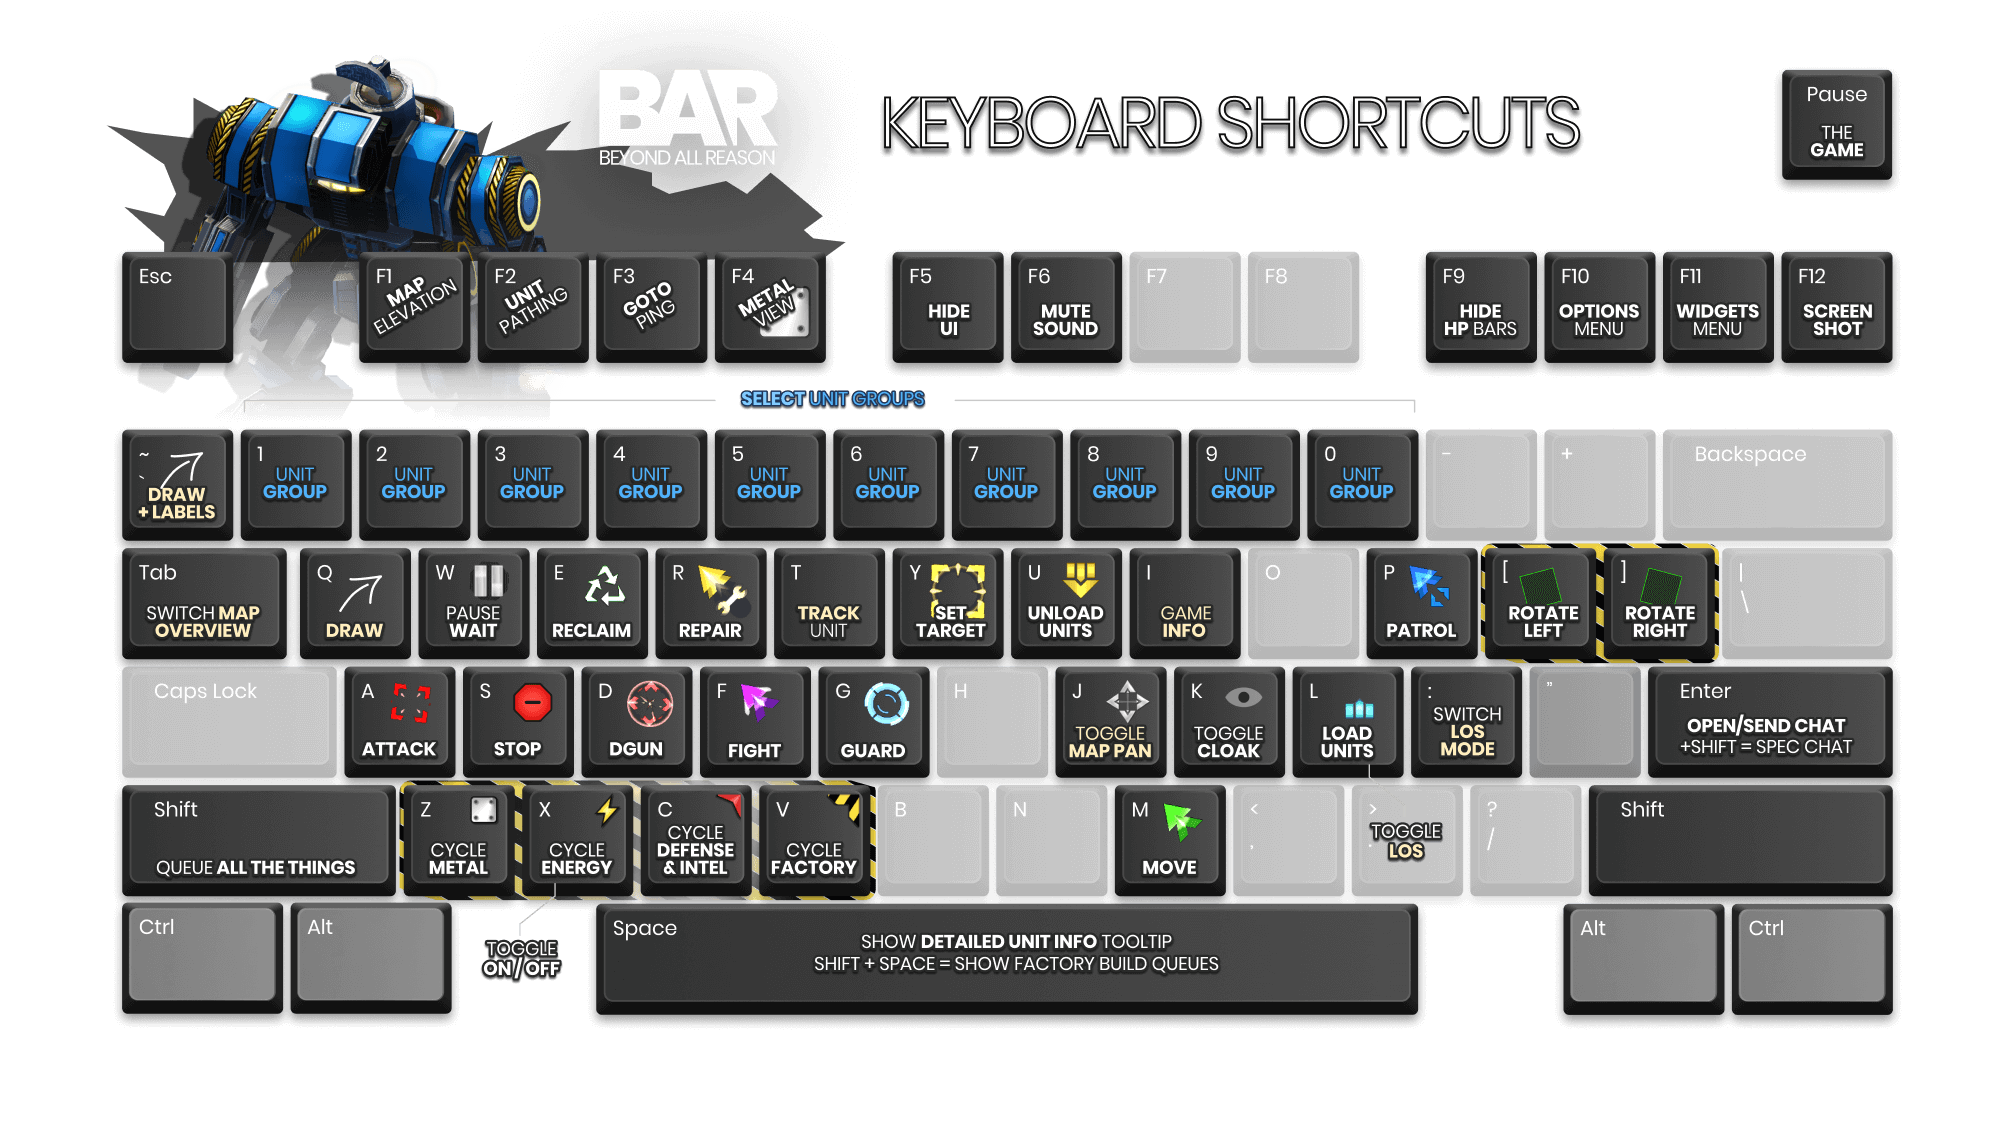 BAR
BEYOND ALL REASON
KEYBOARD SHORTCUTS
Pause
THE
GAME
Esc
F1
MAP
ELEVATION
F2
UNIT
PATHING
F3
GOTO
PING
F4
METAL
VIEW
F5
HIDE
UI
F6
MUTE
SOUND
F7
F8
F9
HIDE
HP BARS
F10
OPTIONS
MENU
F11
WIDGETS
MENU
F12
SCREEN
SHOT
SELECT UNIT GROUPS
~
`
DRAW
+ LABELS
1
UNIT
GROUP
2
UNIT
GROUP
3
UNIT
GROUP
4
UNIT
GROUP
5
UNIT
GROUP
6
UNIT
GROUP
7
UNIT
GROUP
8
UNIT
GROUP
9
UNIT
GROUP
0
UNIT
GROUP
-
+
Backspace
Tab
SWITCH MAP
OVERVIEW
Q
DRAW
W
PAUSE
WAIT
E
RECLAIM
R
REPAIR
T
TRACK
UNIT
Y
SET
TARGET
U
UNLOAD
UNITS
I
GAME
INFO
O
P
PATROL
[
ROTATE
LEFT
]
ROTATE
RIGHT
|
\
Caps Lock
A
ATTACK
S
STOP
D
DGUN
F
FIGHT
G
GUARD
H
J
TOGGLE
MAP PAN
K
TOGGLE
CLOAK
L
LOAD
UNITS
:
SWITCH
LOS
MODE
"
Enter
OPEN/SEND CHAT
+SHIFT = SPEC CHAT
Shift
QUEUE ALL THE THINGS
Z
CYCLE
METAL
X
CYCLE
ENERGY
C
CYCLE
DEFENSE
& INTEL
V
CYCLE
FACTORY
B
N
M
MOVE
<
,
>
.
TOGGLE
LOS
?
/
Shift
Ctrl
Alt
TOGGLE
ON/OFF
Space
SHOW DETAILED UNIT INFO TOOLTIP
SHIFT + SPACE = SHOW FACTORY BUILD QUEUES
Alt
Ctrl